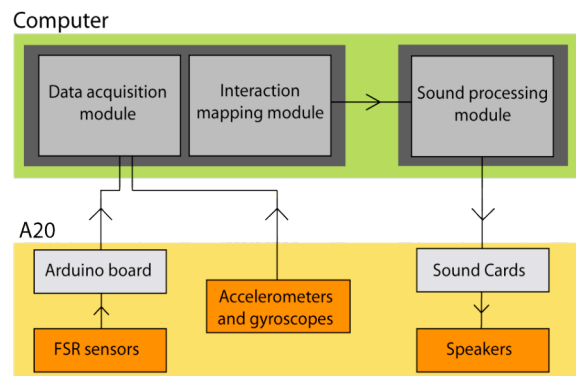 Computer
Data acquisition
module
Interaction
mapping module
Sound processing
module
A20
Arduino board
Accelerometers
and gyroscopes
Sound Cards
FSR sensors
Speakers